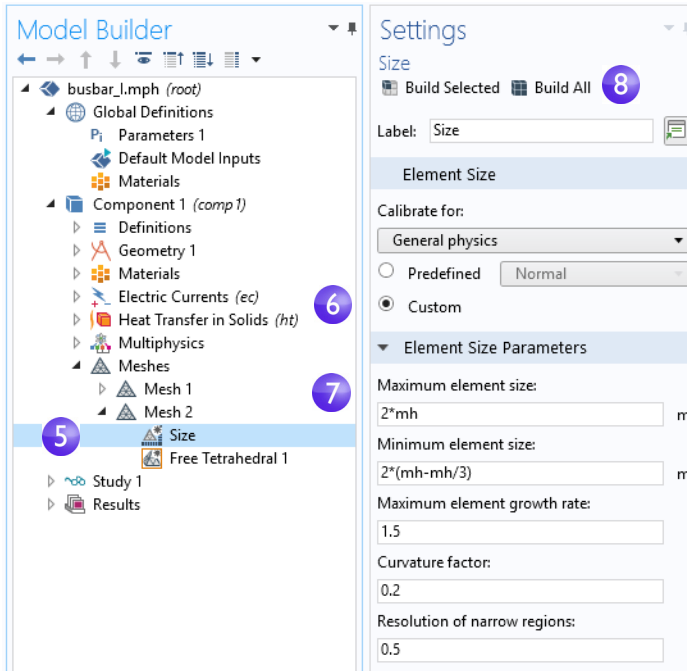 Model Builder
busbar_l.mph (root)
Global Definitions
Pi Parameters 1
Default Model Inputs
Materials
Component 1 (comp1)
Definitions
Geometry 1
Materials
Electric Currents (ec)
6
Heat Transfer in Solids (ht)
Multiphysics
Meshes
Mesh 1
7
Mesh 2
5
Size
Free Tetrahedral 1
Study 1
Results
Settings
Size
Build Selected Build All 8
Label: Size
Element Size
Calibrate for:
General physics
Predefined Normal
Custom
Element Size Parameters
Maximum element size:
2*mh m
Minimum element size:
2*(mh-mh/3) m
Maximum element growth rate:
1.5
Curvature factor:
0.2
Resolution of narrow regions:
0.5